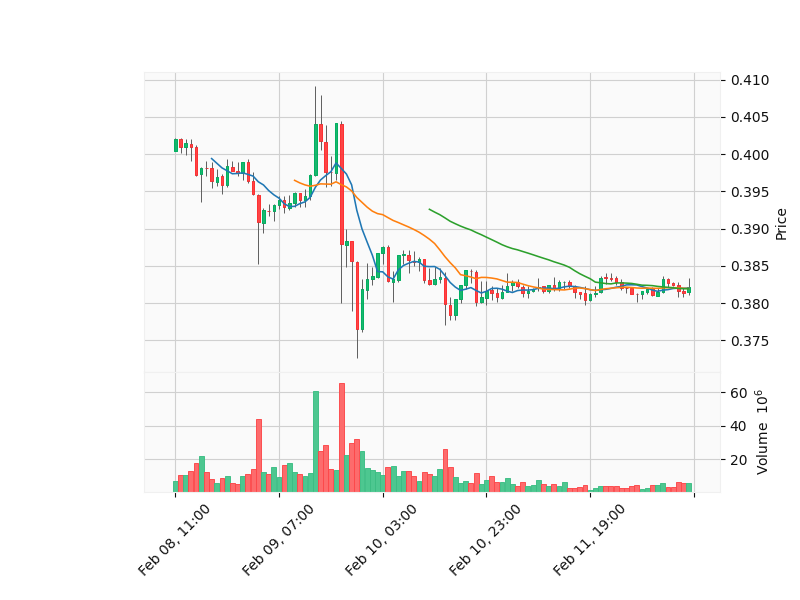 0.410
0.405
0.400
0.395
0.390
0.385
0.380
0.375
Price
60
40
20
Volume 10⁶
Feb 08, 11:00
Feb 09, 07:00
Feb 10, 03:00
Feb 10, 23:00
Feb 11, 19:00